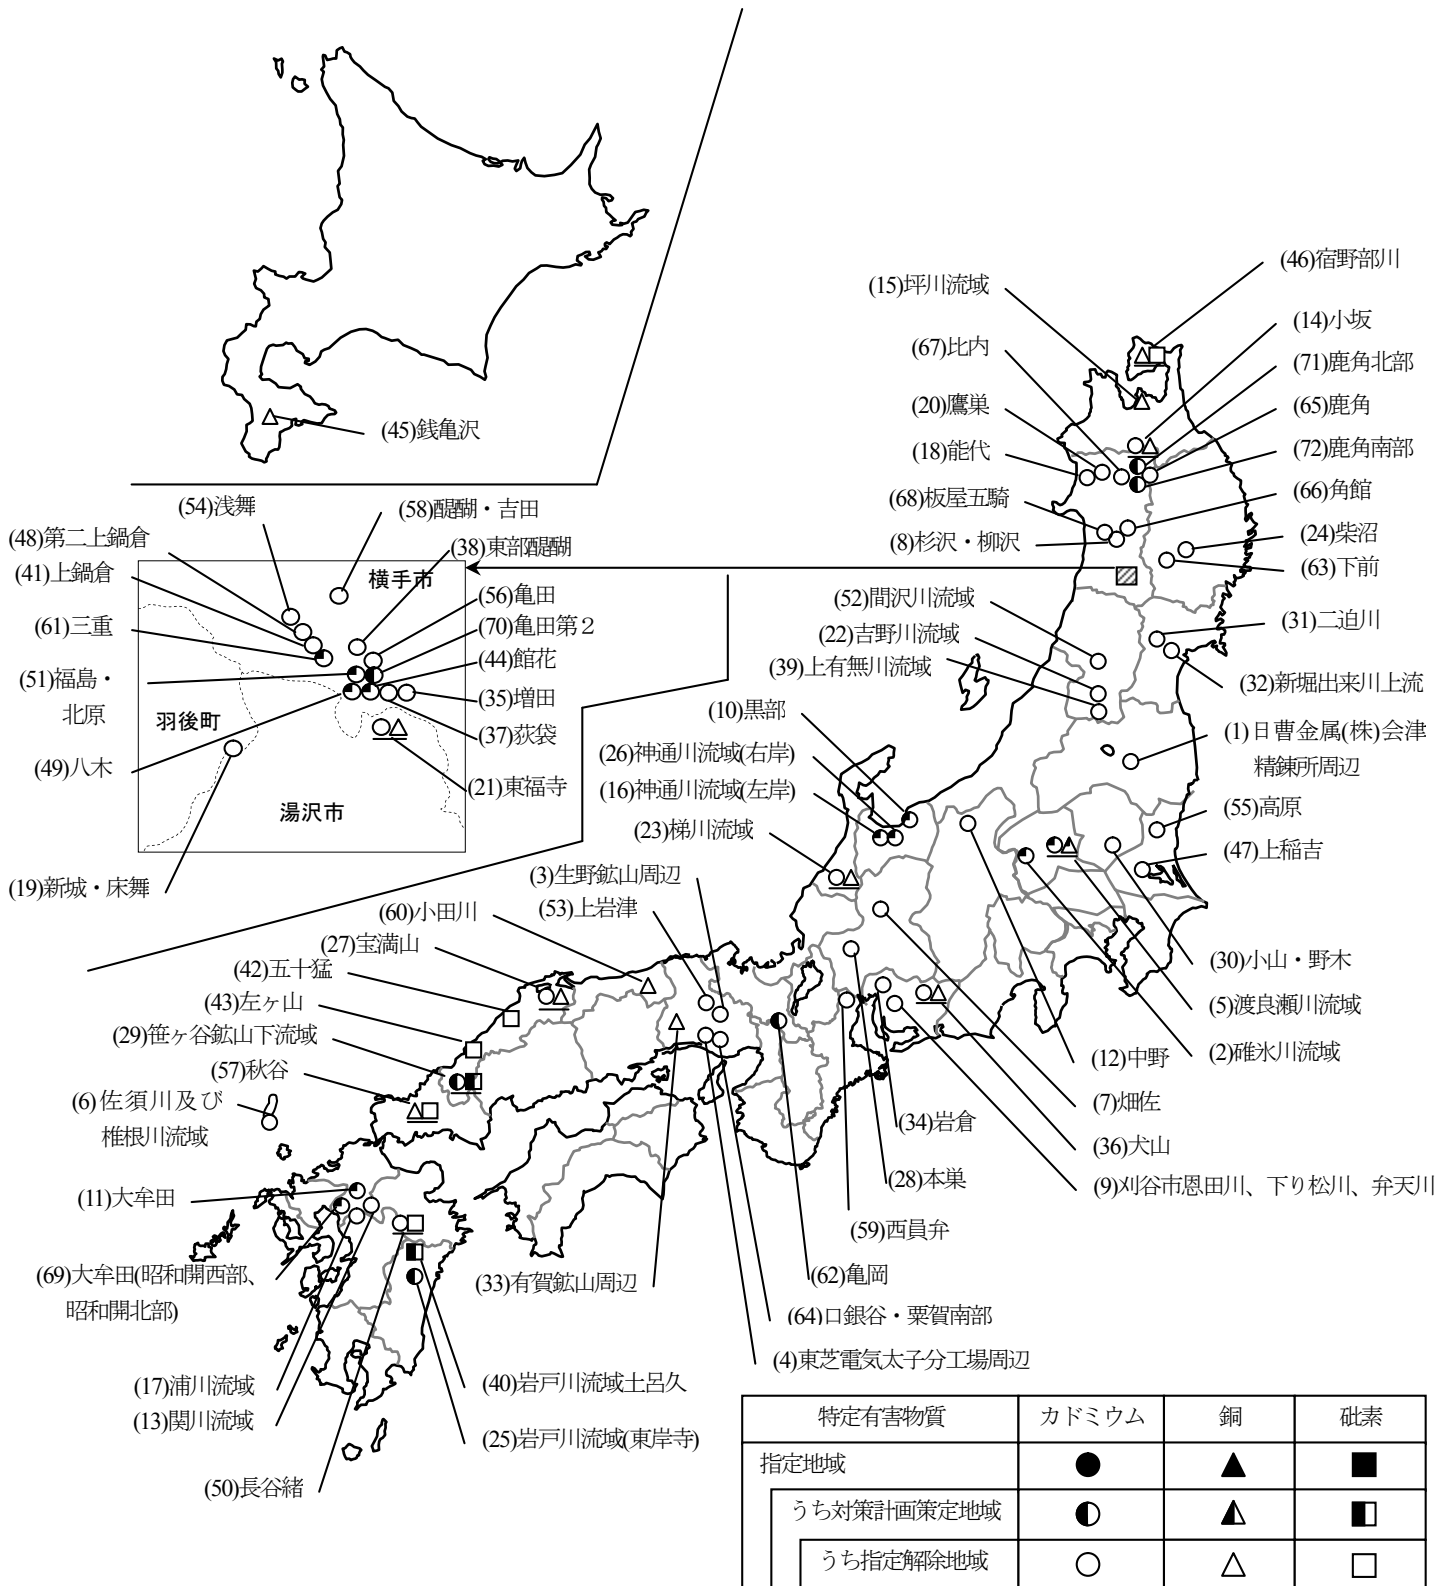 (46)宿野部川
(15)坪川流域
(14)小坂
(67)比内
(71)鹿角北部
(20)鷹巣
(65)鹿角
(45)銭亀沢
(18)能代
(72)鹿角南部
(54)浅舞
(58)醍醐・吉田
(68)板屋五騎
(66)角館
(48)第二上鍋倉
(38)東部醍醐
(8)杉沢・柳沢
(24)柴沼
(41)上鍋倉
横手市
(63)下前
(56)亀田
(52)間沢川流域
(61)三重
(70)亀田第２
(31)二迫川
(22)吉野川流域
(44)館花
(39)上有無川流域
(51)福島・
北原
(35)増田
(32)新堀出来川上流
羽後町
(10)黒部
(37)荻袋
(1)日曹金属(株)会津
精錬所周辺
(26)神通川流域(右岸)
(49)八木
(21)東福寺
(16)神通川流域(左岸)
湯沢市
(55)高原
(23)梯川流域
(47)上稲吉
(19)新城・床舞
(3)生野鉱山周辺
(60)小田川
(53)上岩津
(27)宝満山
(42)五十猛
(30)小山・野木
(43)左ヶ山
(5)渡良瀬川流域
(29)笹ヶ谷鉱山下流域
(12)中野
(2)碓氷川流域
(57)秋谷
(6)佐須川及び
椎根川流域
(7)畑佐
(34)岩倉
(36)犬山
(28)本巣
(9)刈谷市恩田川、下り松川、弁天川
(11)大牟田
(59)西員弁
(69)大牟田(昭和開西部、
昭和開北部)
(33)有賀鉱山周辺
(62)亀岡
(64)口銀谷・粟賀南部
(4)東芝電気太子分工場周辺
(17)浦川流域
(40)岩戸川流域土呂久
(13)関川流域
(25)岩戸川流域(東岸寺)
(50)長谷緒
特定有害物質 カドミウム 銅 砒素
指定地域
うち対策計画策定地域
うち指定解除地域